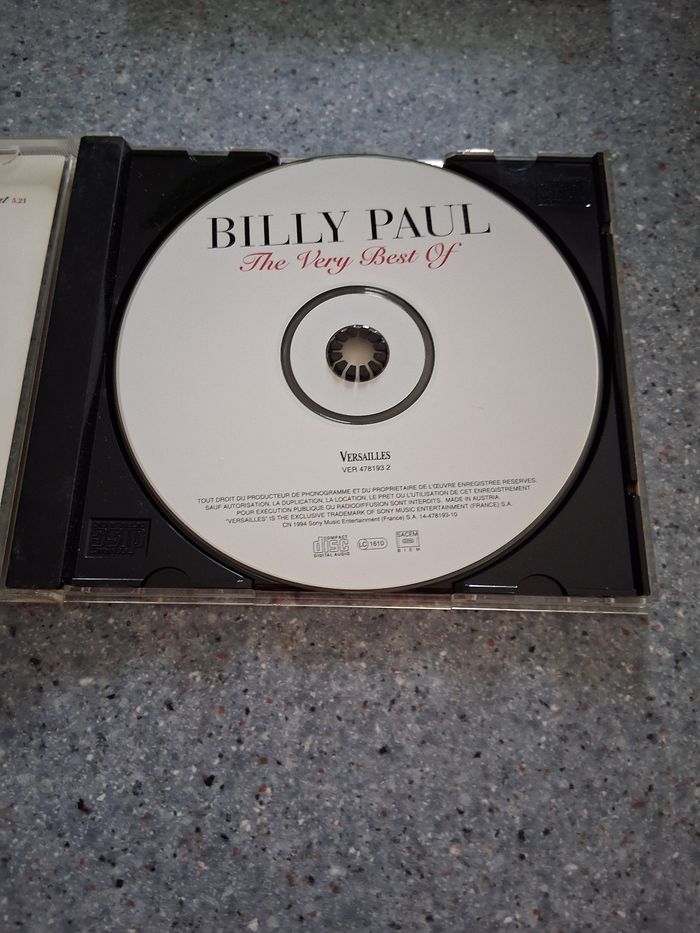 5.21
BILLY PAUL
The Very Best Of
VERSAILLES
VER 478193 2
TOUT DROIT DU PRODUCTEUR DE PHONOGRAMME ET DU PROPRIETAIRE DE L'ŒUVRE ENREGISTREE RESERVES.
SAUF AUTORISATION, LA DUPLICATION, LA LOCATION, LE PRET OU L'UTILISATION DE CET ENREGISTREMENT
POUR EXECUTION PUBLIQUE OU RADIODIFFUSION SONT INTERDITS. MADE IN AUSTRIA.
"VERSAILLES" IS THE EXCLUSIVE TRADEMARK OF SONY MUSIC ENTERTAINMENT (FRANCE) S.A.
CN 1994 Sony Music Entertainment (France) S.A. 14-478193-10
COMPACT
disc
DIGITAL AUDIO
LC 1610
SACEM
BIEM